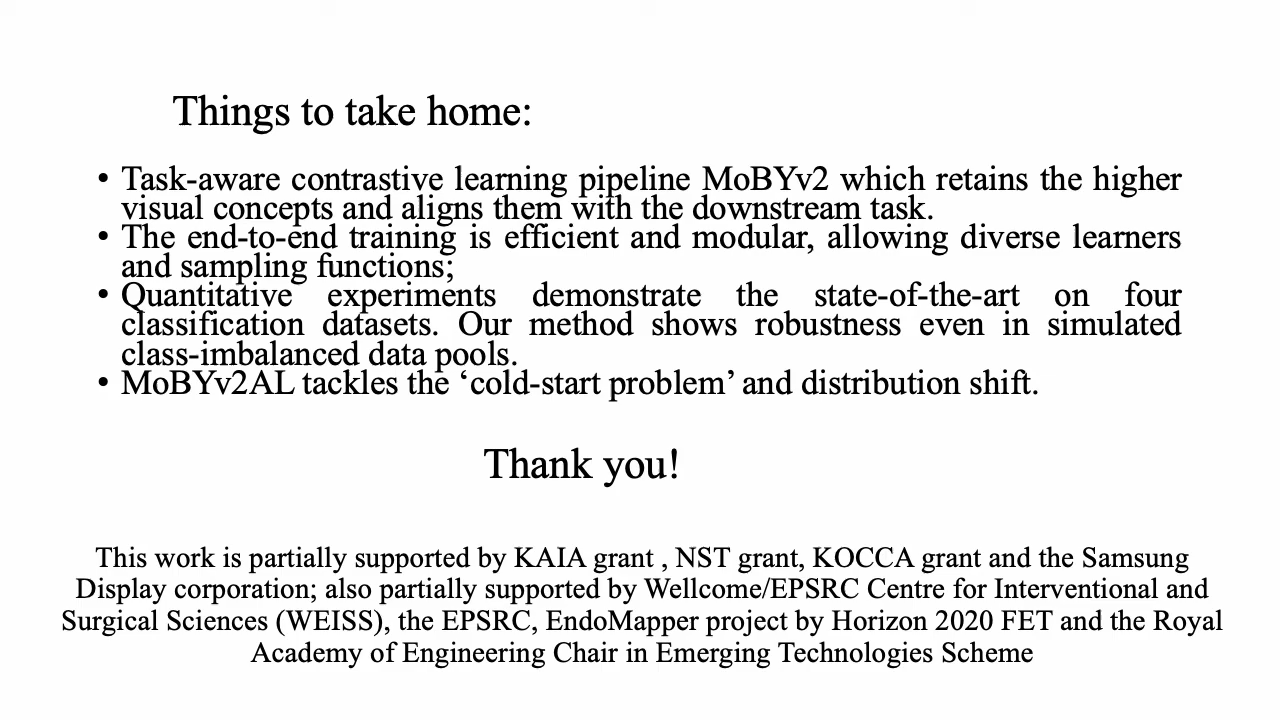 Things to take home:
• Task-aware contrastive learning pipeline MoBYv2 which retains the higher
visual concepts and aligns them with the downstream task.
• The end-to-end training is efficient and modular, allowing diverse learners
and sampling functions;
• Quantitative experiments demonstrate the state-of-the-art on four
classification datasets. Our method shows robustness even in simulated
class-imbalanced data pools.
• MoBYv2AL tackles the ‘cold-start problem’ and distribution shift.
Thank you!
This work is partially supported by KAIA grant , NST grant, KOCCA grant and the Samsung
Display corporation; also partially supported by Wellcome/EPSRC Centre for Interventional and
Surgical Sciences (WEISS), the EPSRC, EndoMapper project by Horizon 2020 FET and the Royal
Academy of Engineering Chair in Emerging Technologies Scheme